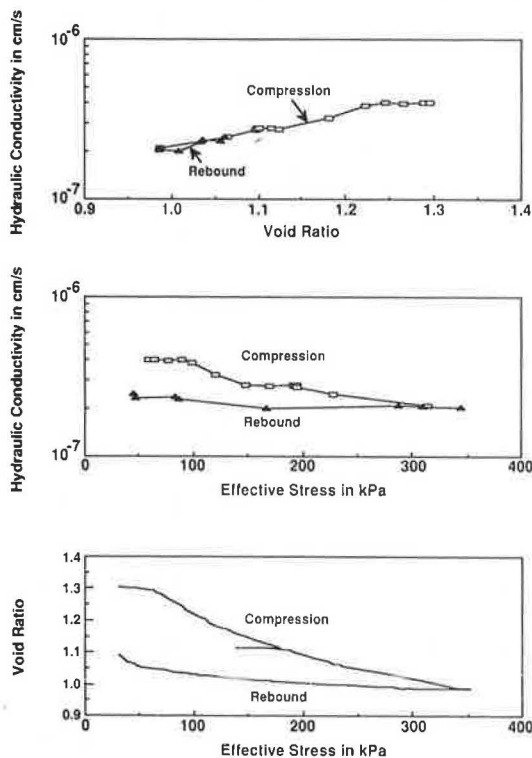 Hydraulic Conductivity in cm/s
10-6
10-7
Compression
Rebound
0.9 1.0 1.1 1.2 1.3 1.4
Void Ratio
Hydraulic Conductivity in cm/s
10-6
10-7
Compression
Rebound
0 100 200 300 400
Effective Stress in kPa
Void Ratio
1.4
1.3
1.2
1.1
1.0
0.9
Compression
Rebound
0 100 200 300 400
Effective Stress in kPa